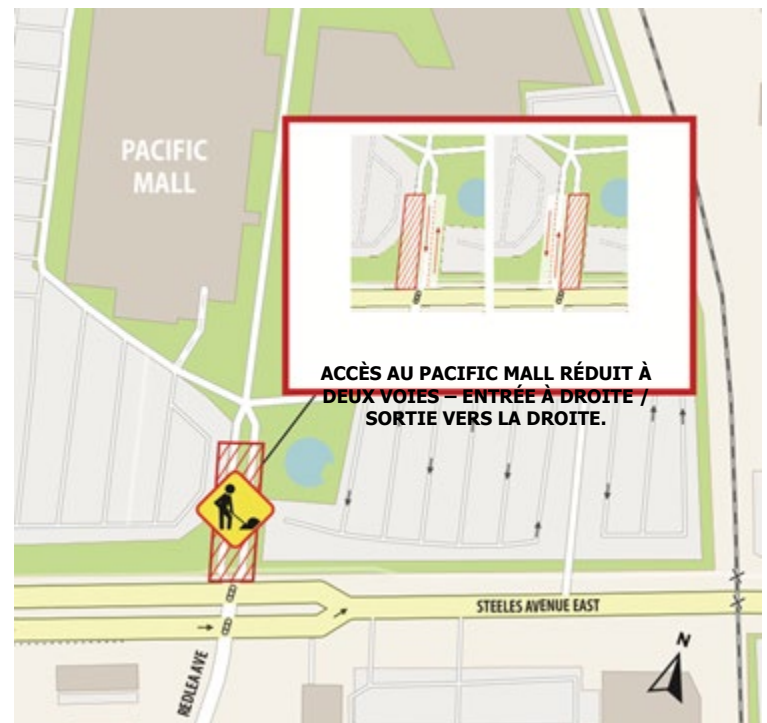 PACIFIC
MALL
ACCÈS AU PACIFIC MALL RÉDUIT À
DEUX VOIES – ENTRÉE À DROITE /
SORTIE VERS LA DROITE.
STEELES AVENUE EAST
REDLEA AVE
N